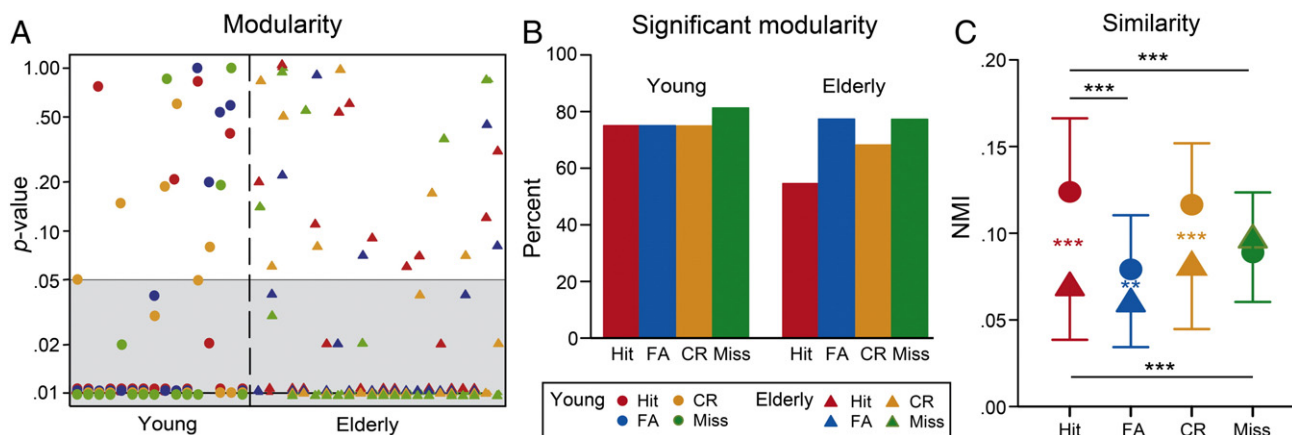 A Modularity
p-value
1.00
.50
.20
.10
.05
.02
.01
Young Elderly
B Significant modularity
Percent
100
80
60
40
20
0
Young Elderly
Hit FA CR Miss Hit FA CR Miss
Young Hit CR Elderly Hit CR
FA Miss FA Miss
C Similarity
NMI
.20
.15
.10
.05
.00
***
***
*** ** ***
***
Hit FA CR Miss